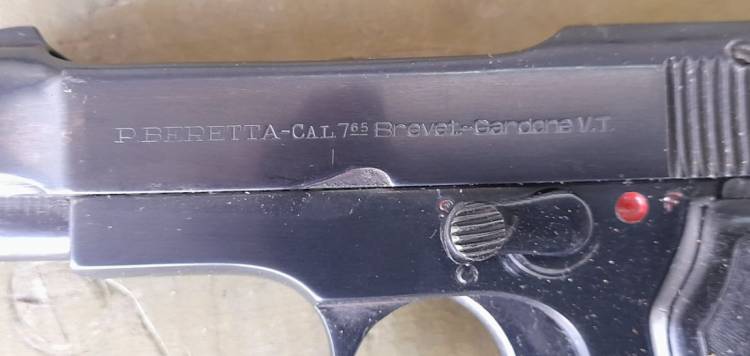 P. BERETTA - CAL. 7⁶⁵ Brevet. - Gardone V.T.